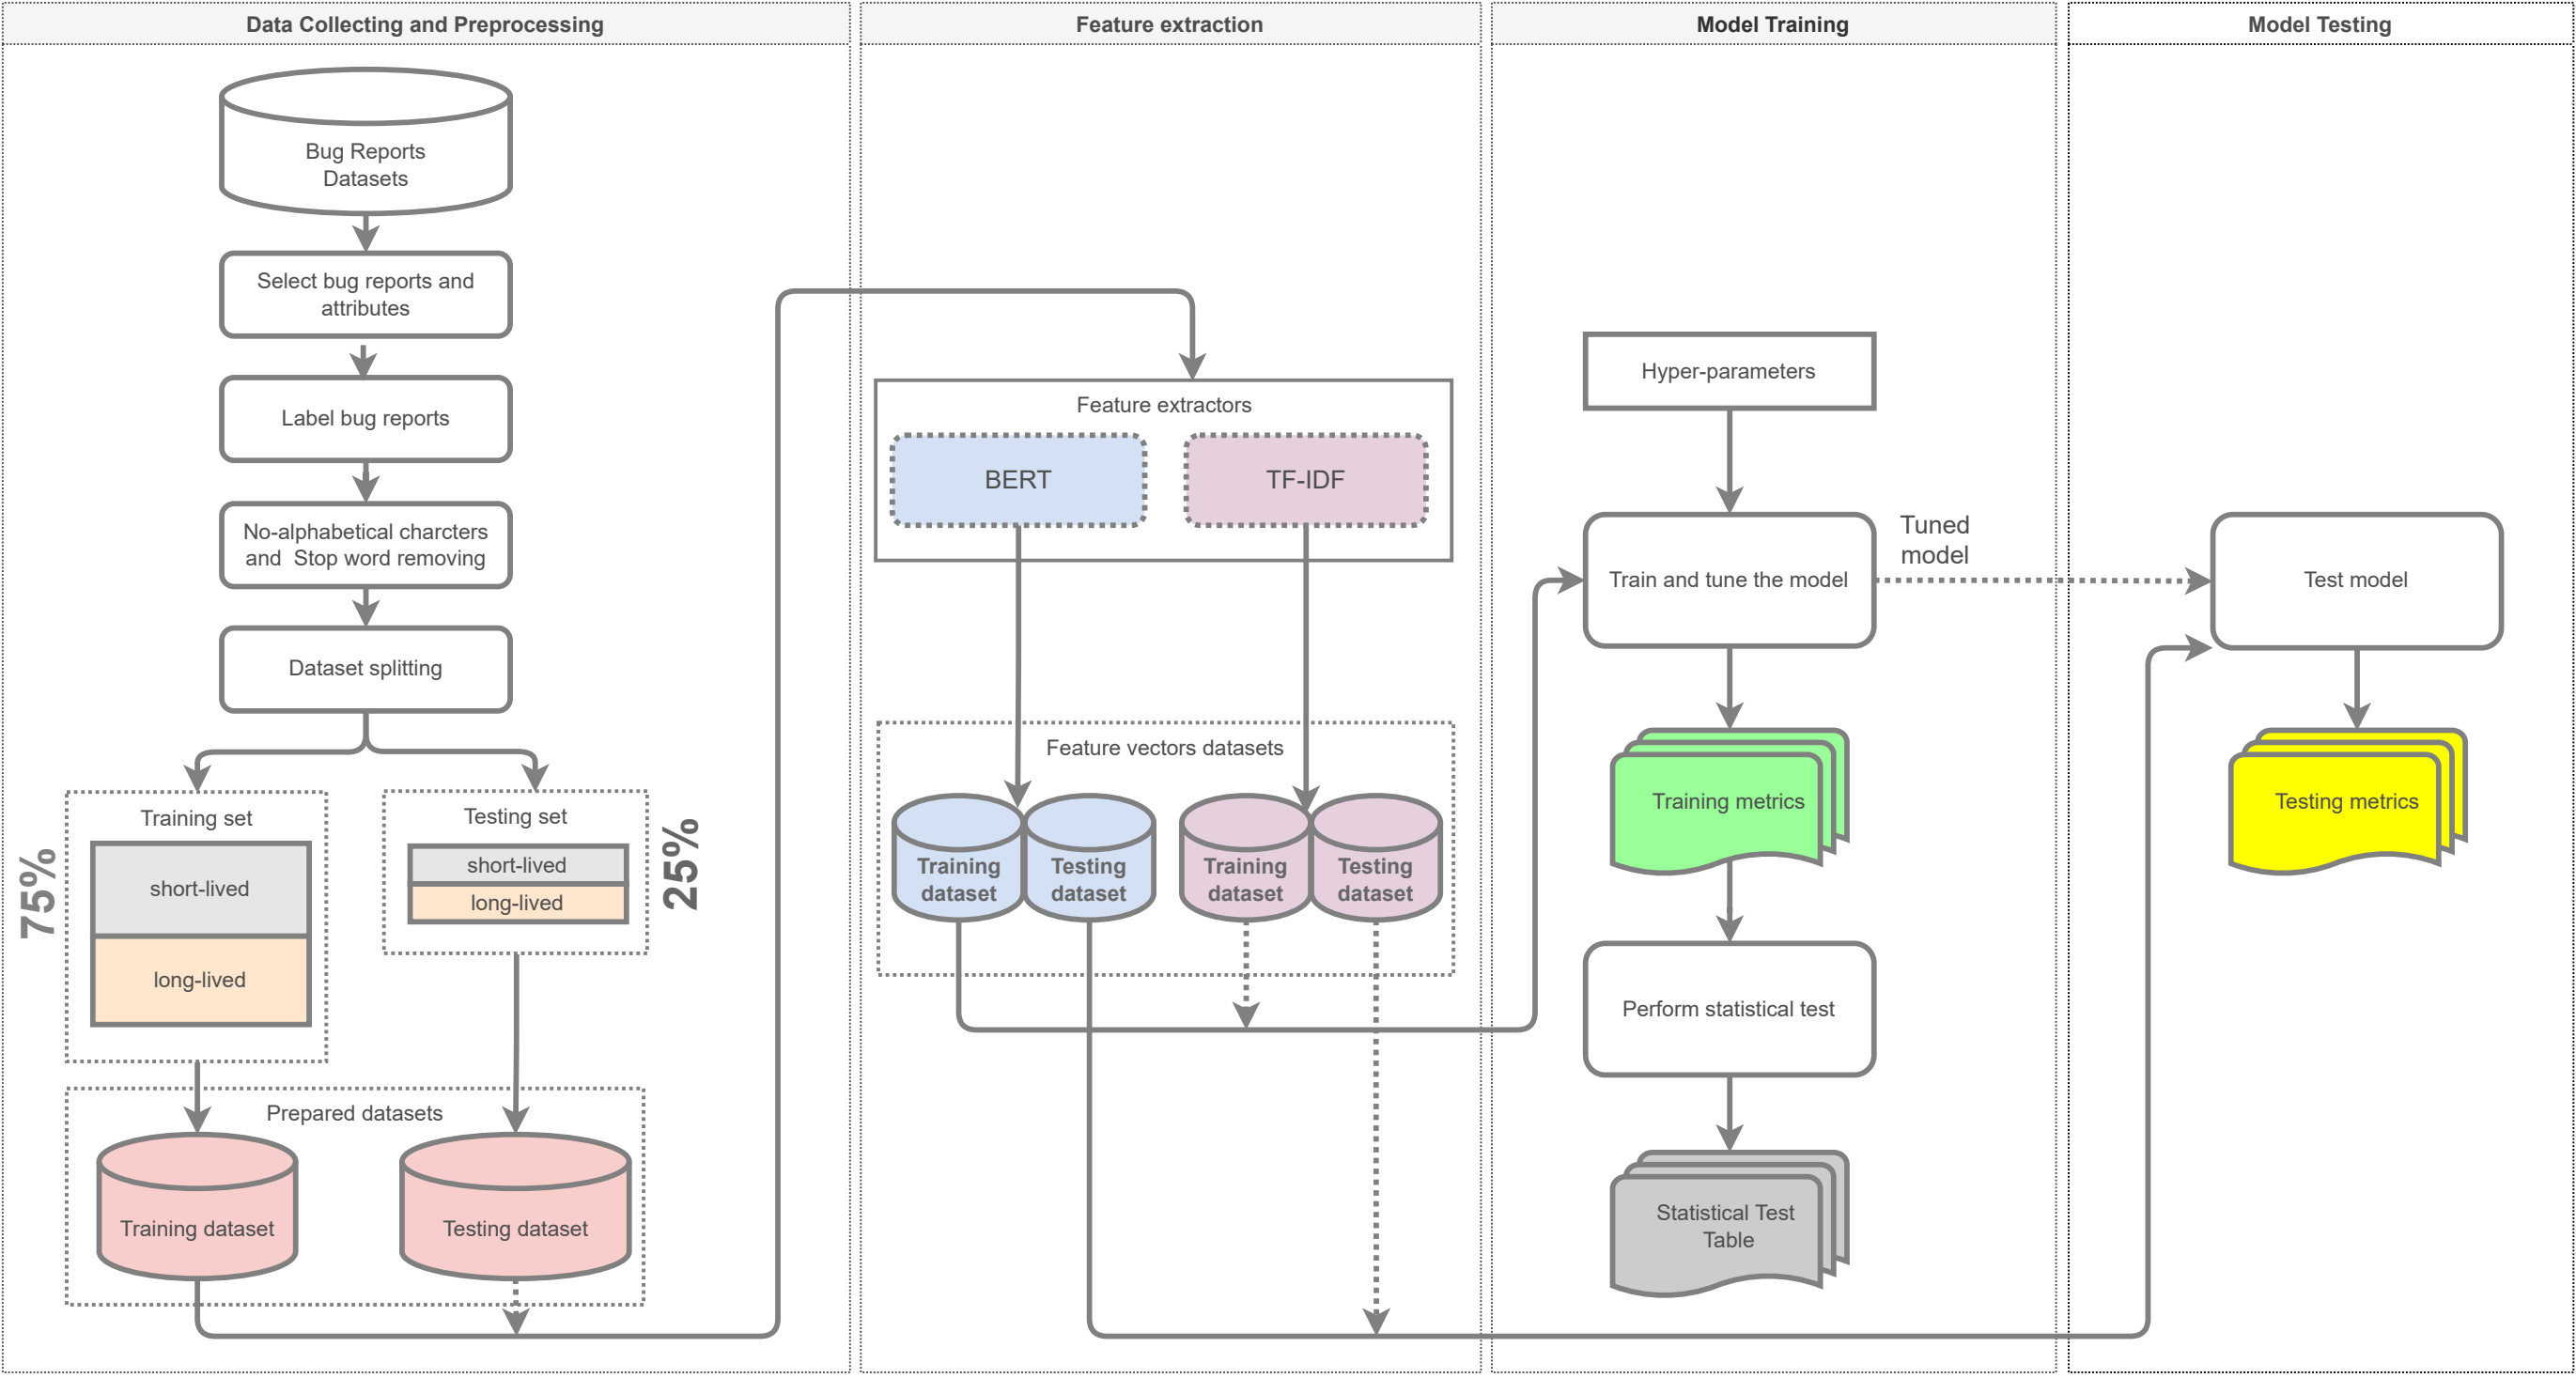 Data Collecting and Preprocessing
Bug Reports
Datasets
Select bug reports and
attributes
Label bug reports
No-alphabetical charcters
and Stop word removing
Dataset splitting
Training set
short-lived
long-lived
75%
Testing set
short-lived
long-lived
25%
Prepared datasets
Training dataset
Testing dataset
Feature extraction
Feature extractors
BERT
TF-IDF
Feature vectors datasets
Training
dataset
Testing
dataset
Training
dataset
Testing
dataset
Model Training
Hyper-parameters
Train and tune the model
Tuned
model
Training metrics
Perform statistical test
Statistical Test
Table
Model Testing
Test model
Testing metrics